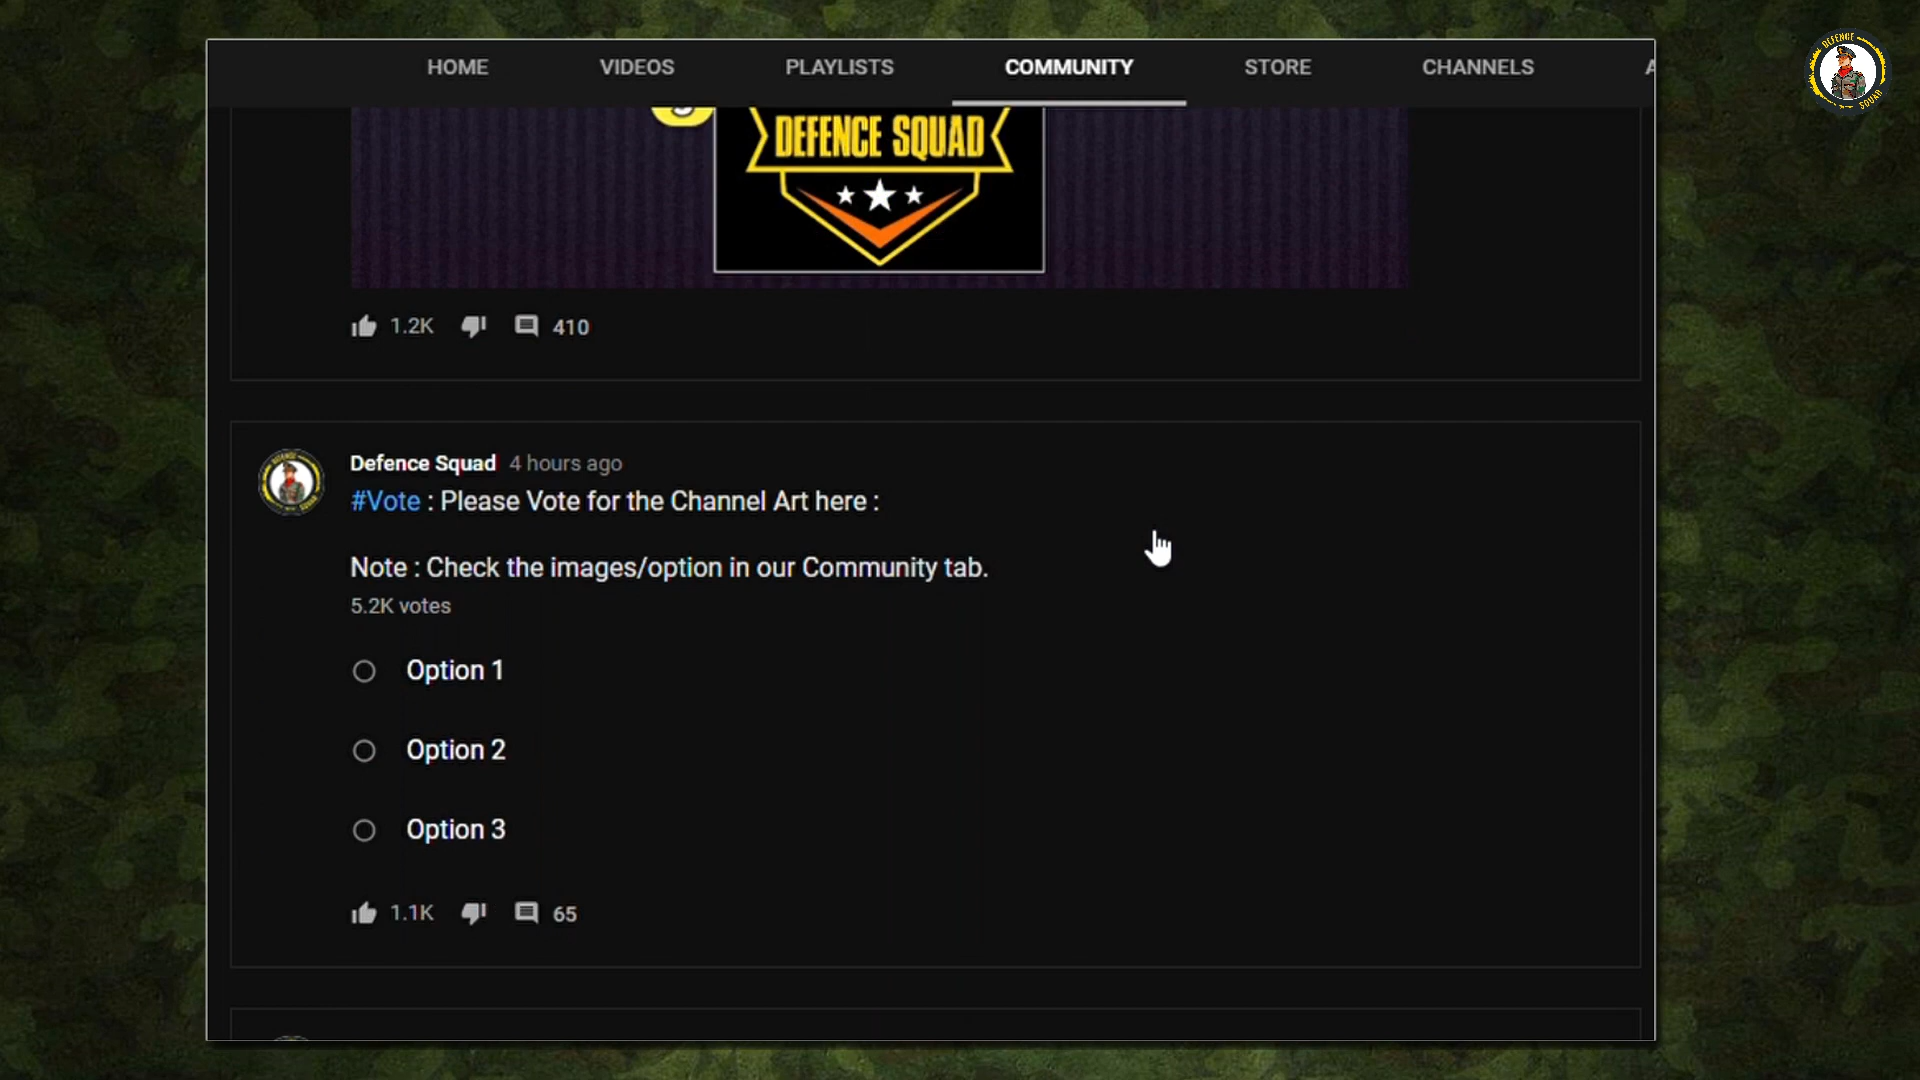 HOME VIDEOS PLAYLISTS COMMUNITY STORE CHANNELS
DEFENCE SQUAD
DEFENCE SQUAD
1.2K 410
Defence Squad 4 hours ago
#Vote : Please Vote for the Channel Art here :
Note : Check the images/option in our Community tab.
5.2K votes
Option 1
Option 2
Option 3
1.1K 65